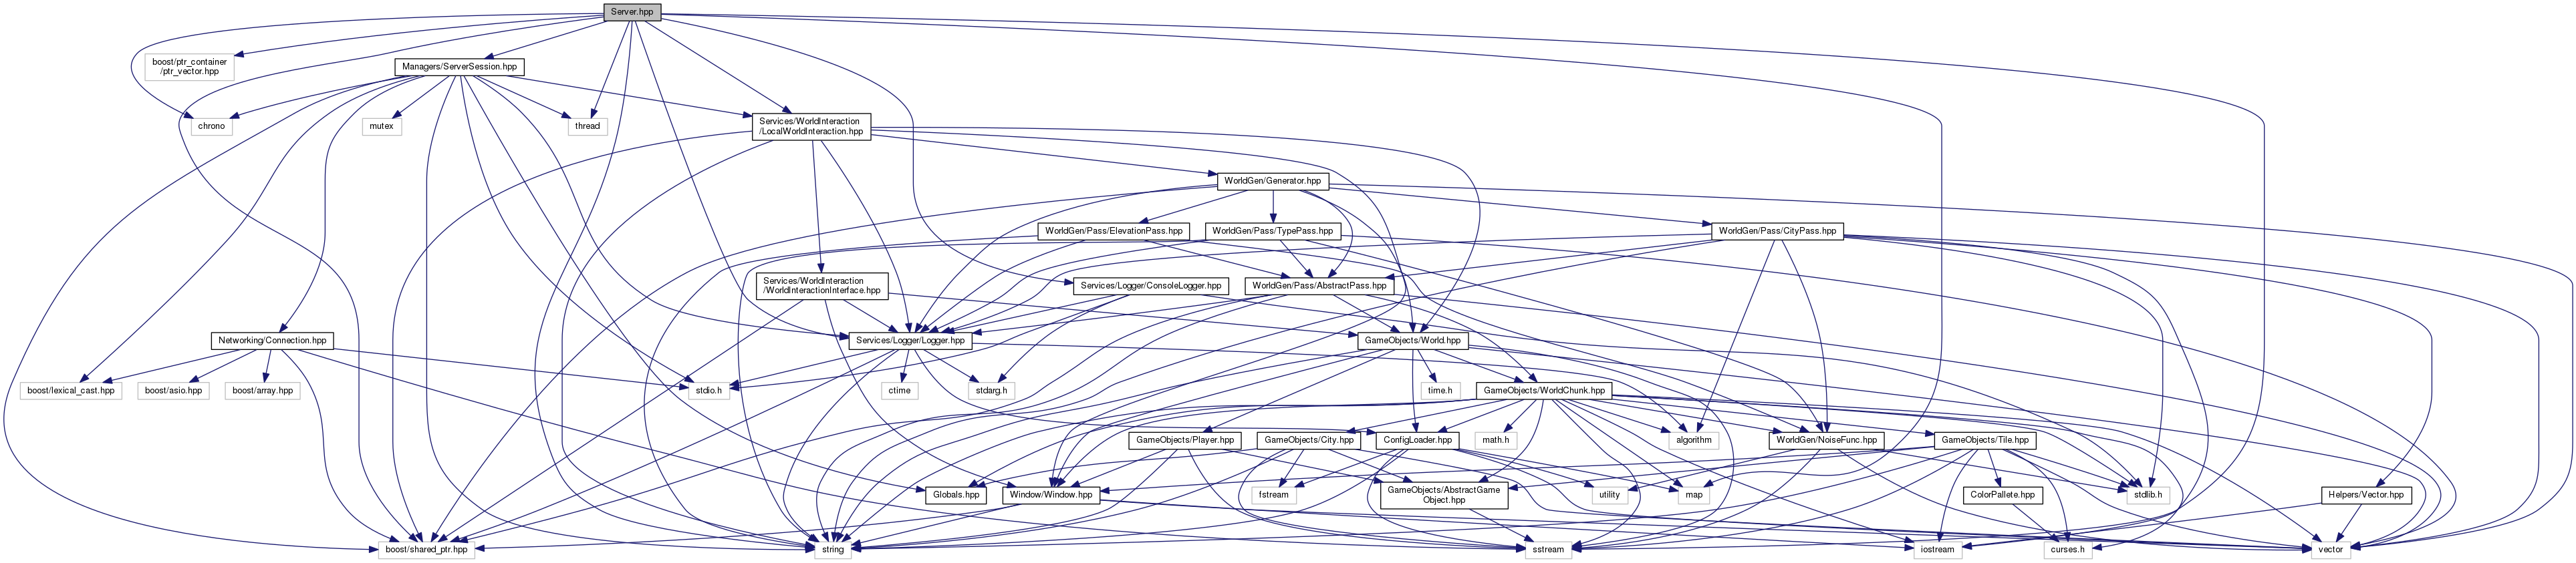 Server.hpp
boost/ptr_container
/ptr_vector.hpp
Managers/ServerSession.hpp
chrono
mutex
thread
Services/WorldInteraction
/LocalWorldInteraction.hpp
WorldGen/Generator.hpp
WorldGen/Pass/ElevationPass.hpp
WorldGen/Pass/TypePass.hpp
WorldGen/Pass/CityPass.hpp
Services/WorldInteraction
/WorldInteractionInterface.hpp
Services/Logger/ConsoleLogger.hpp
WorldGen/Pass/AbstractPass.hpp
Networking/Connection.hpp
Services/Logger/Logger.hpp
GameObjects/World.hpp
boost/lexical_cast.hpp
boost/asio.hpp
boost/array.hpp
stdio.h
ctime
stdarg.h
time.h
GameObjects/WorldChunk.hpp
GameObjects/Player.hpp
GameObjects/City.hpp
ConfigLoader.hpp
math.h
algorithm
WorldGen/NoiseFunc.hpp
GameObjects/Tile.hpp
Globals.hpp
Window/Window.hpp
fstream
GameObjects/AbstractGame
Object.hpp
utility
map
ColorPallete.hpp
stdlib.h
Helpers/Vector.hpp
boost/shared_ptr.hpp
string
sstream
iostream
curses.h
vector